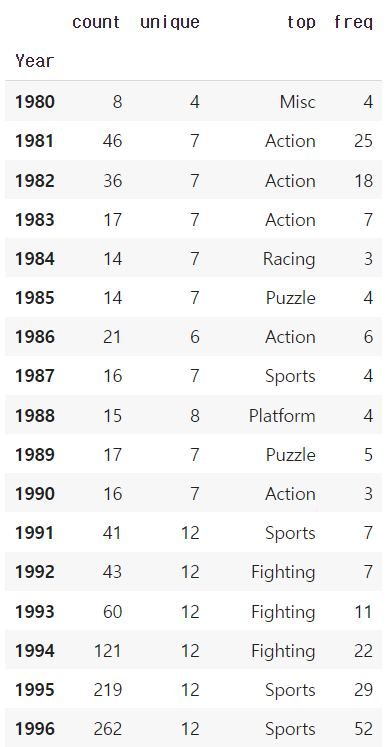 count unique top freq
Year
1980 8 4 Misc 4
1981 46 7 Action 25
1982 36 7 Action 18
1983 17 7 Action 7
1984 14 7 Racing 3
1985 14 7 Puzzle 4
1986 21 6 Action 6
1987 16 7 Sports 4
1988 15 8 Platform 4
1989 17 7 Puzzle 5
1990 16 7 Action 3
1991 41 12 Sports 7
1992 43 12 Fighting 7
1993 60 12 Fighting 11
1994 121 12 Fighting 22
1995 219 12 Sports 29
1996 262 12 Sports 52